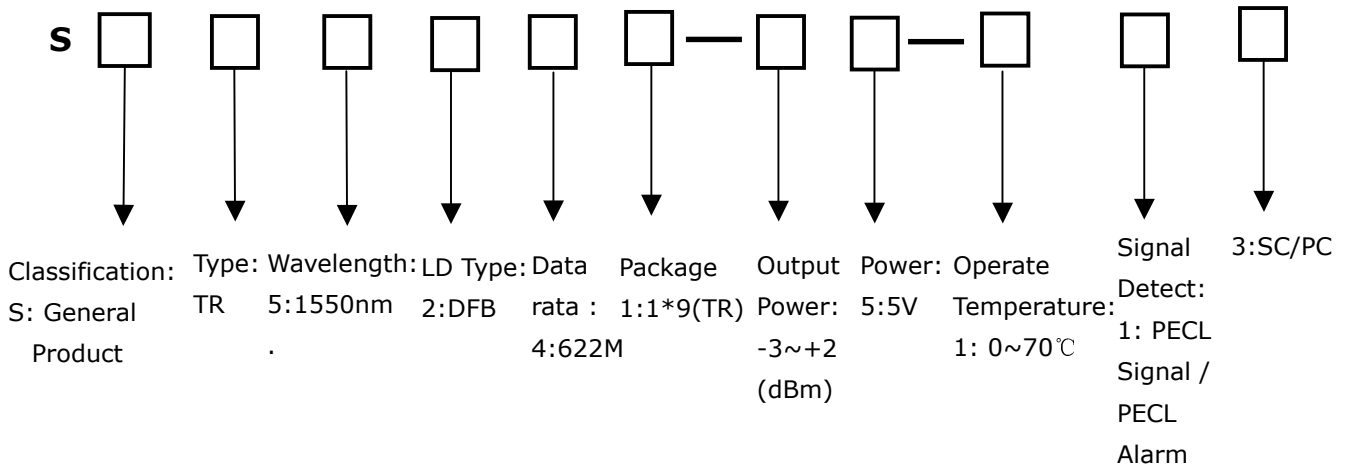 S
Classification:
S: General
Product
Type:
TR
Wavelength:
5:1550nm
.
LD Type:
2:DFB
Data
rata :
4:622M
Package
1:1*9(TR)
Output
Power:
-3~+2
(dBm)
Power:
5:5V
Operate
Temperature:
1: 0~70℃
Signal
Detect:
1: PECL
Signal /
PECL
Alarm
3:SC/PC